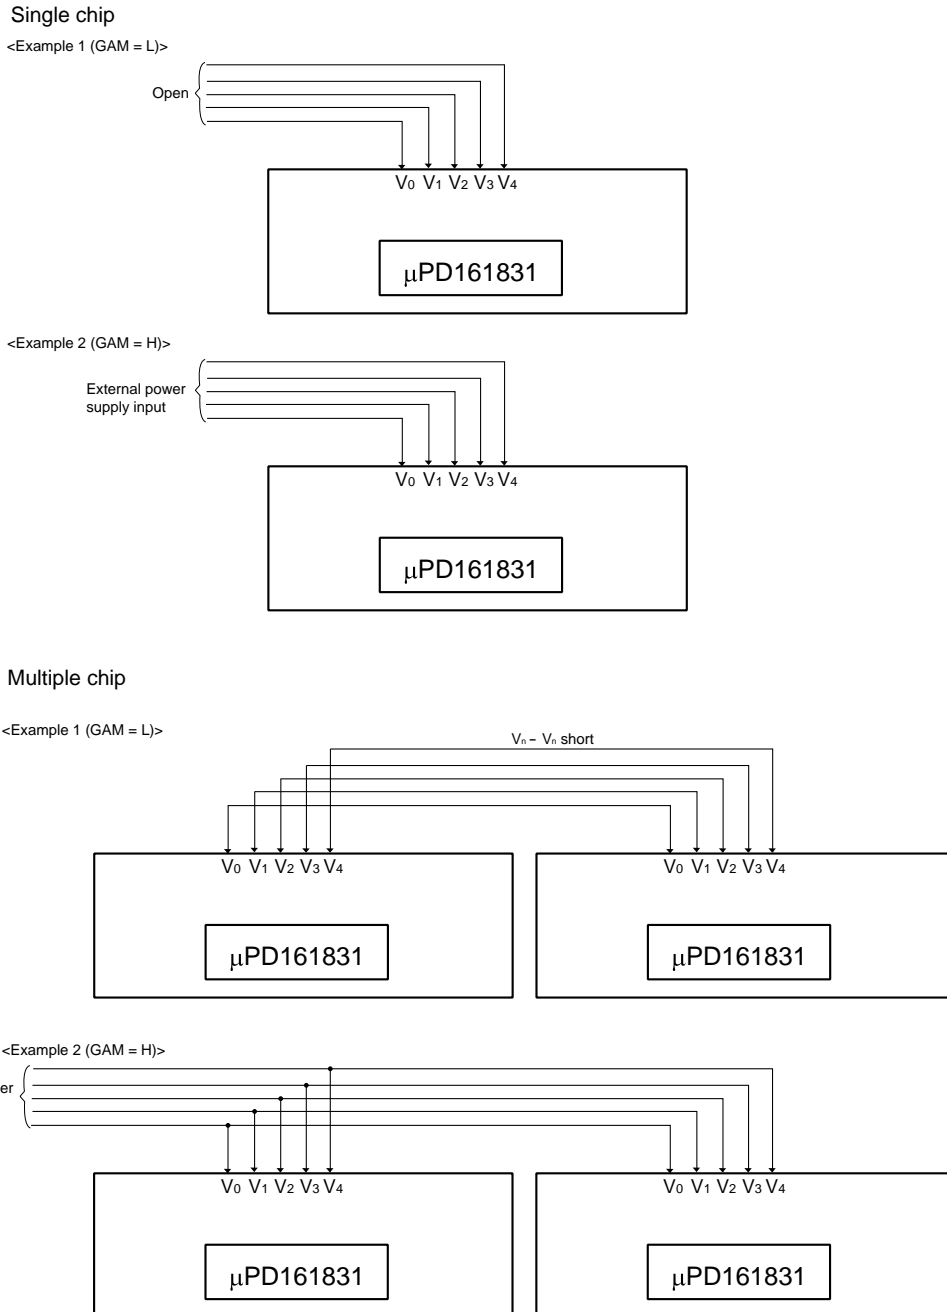 Single chip
<Example 1 (GAM = L)>
Open
V0 V1 V2 V3 V4
µPD161831
<Example 2 (GAM = H)>
External power
supply input
V0 V1 V2 V3 V4
µPD161831
Multiple chip
<Example 1 (GAM = L)>
Vn – Vn short
V0 V1 V2 V3 V4
V0 V1 V2 V3 V4
µPD161831
µPD161831
<Example 2 (GAM = H)>
er
V0 V1 V2 V3 V4
V0 V1 V2 V3 V4
µPD161831
µPD161831